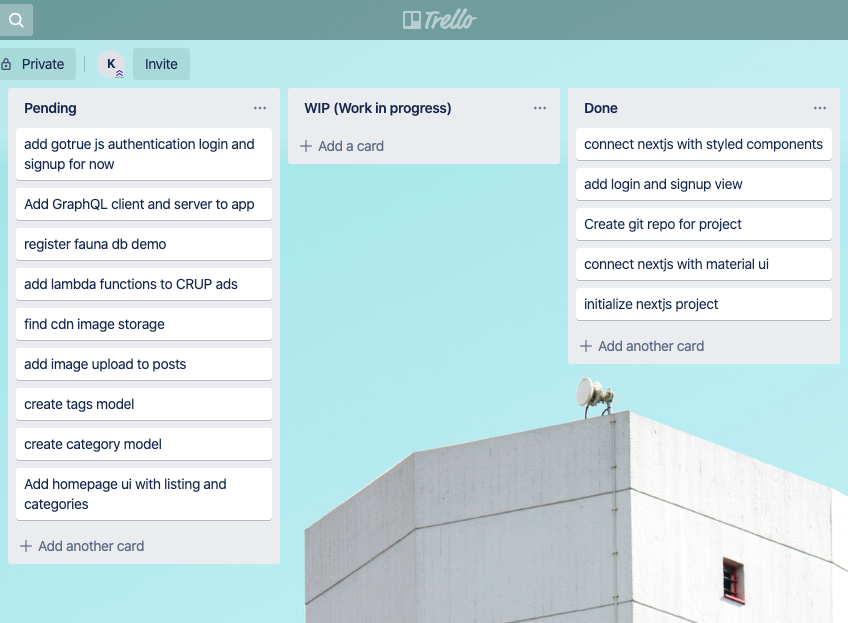 Trello
Private
K
Invite
Pending
add gotrue js authentication login and
signup for now
Add GraphQL client and server to app
register fauna db demo
add lambda functions to CRUP ads
find cdn image storage
add image upload to posts
create tags model
create category model
Add homepage ui with listing and
categories
Add another card
WIP (Work in progress)
Add a card
Done
connect nextjs with styled components
add login and signup view
Create git repo for project
connect nextjs with material ui
initialize nextjs project
Add another card